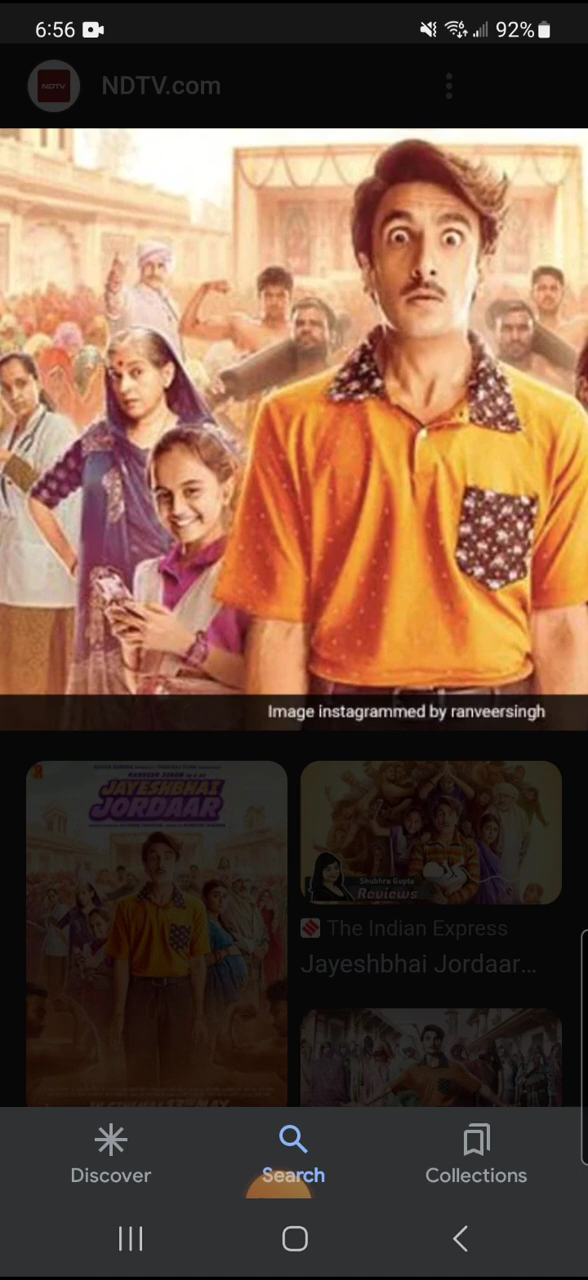 6:56
92%
NDTV
NDTV.com
Image instagrammed by ranveersingh
JAYESHBHAI
JORDAAR
Shubhra Gupta
Reviews
The Indian Express
Jayeshbhai Jordaar...
Discover
Search
Collections